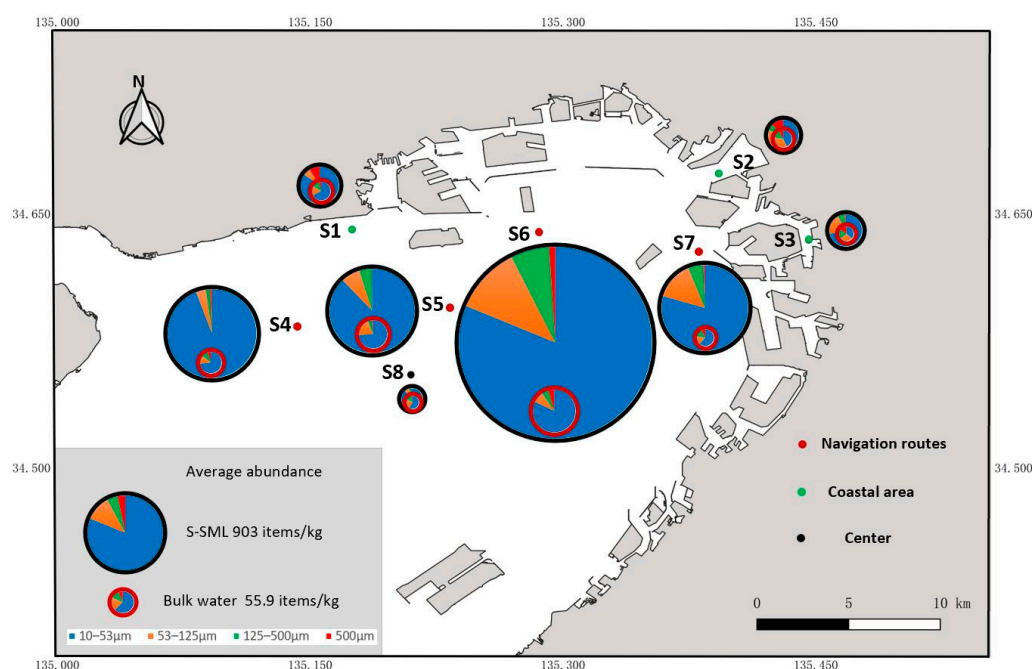 135.000 135.150 135.300 135.450
N
S2
34.650 34.650
S1
S6
S3
S7
S5
S4
S8
34.500 34.500
Navigation routes
Coastal area
Center
Average abundance
S-SML 903 items/kg
Bulk water 55.9 items/kg
10–53μm 53–125μm 125–500μm 500μm
0 5 10 km
135.000 135.150 135.300 135.450